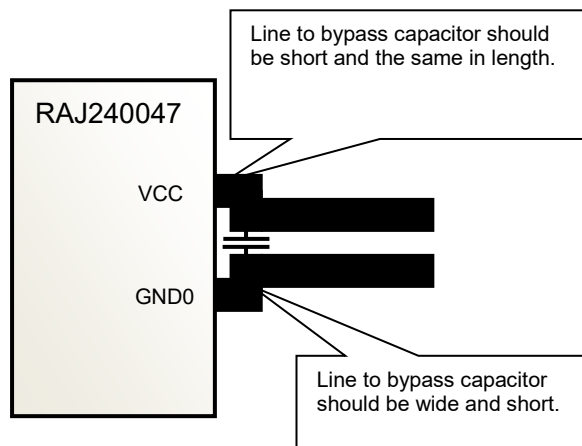 Line to bypass capacitor should
be short and the same in length.
RAJ240047
VCC
GND0
Line to bypass capacitor
should be wide and short.